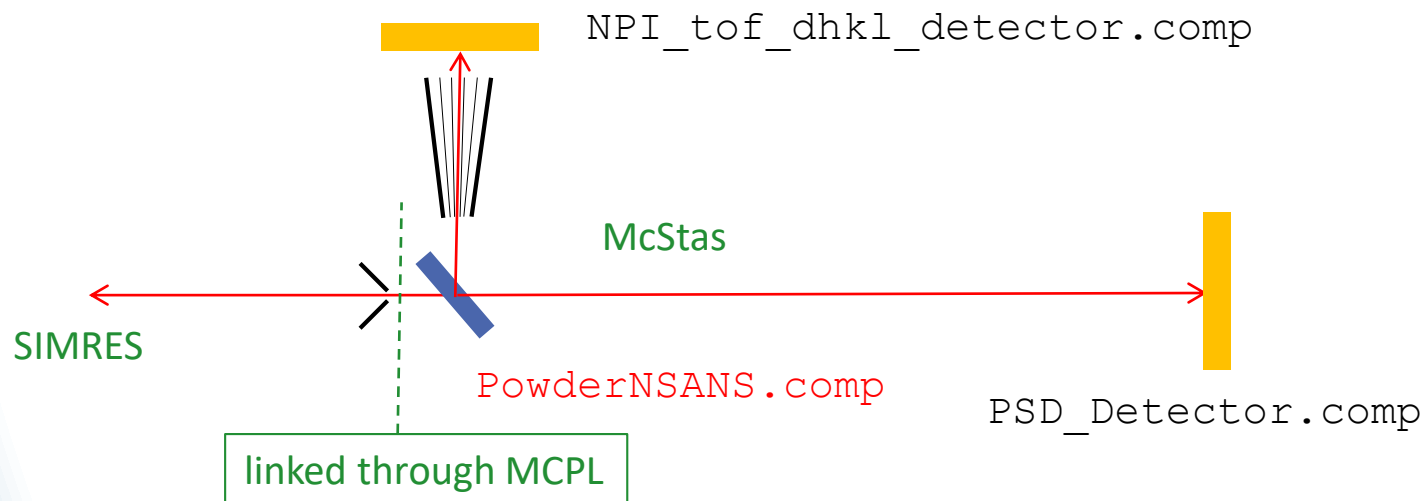 NPI_tof_dhkl_detector.comp
McStas
SIMRES
PowderNSANS.comp
PSD_Detector.comp
linked through MCPL